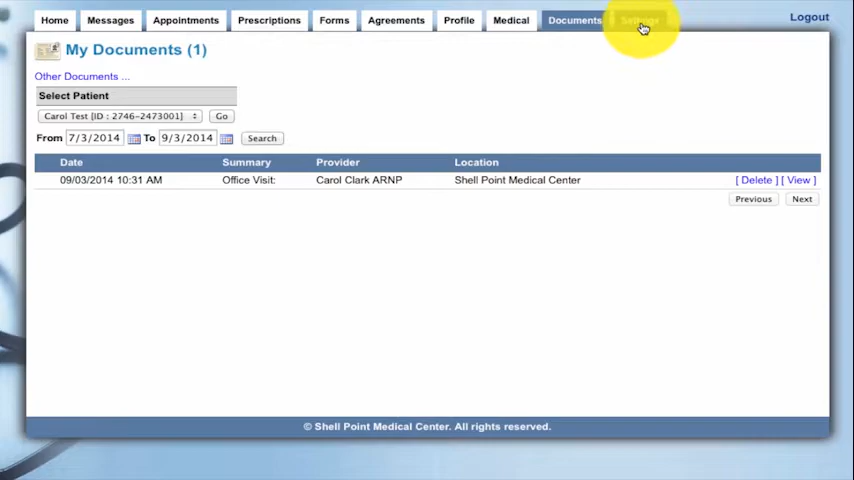 Home Messages Appointments Prescriptions Forms Agreements Profile Medical Documents Settings Logout
My Documents (1)
Other Documents ...
Select Patient
Carol Test [ID : 2746-2473001] Go
From 7/3/2014 To 9/3/2014 Search
Date Summary Provider Location
09/03/2014 10:31 AM Office Visit: Carol Clark ARNP Shell Point Medical Center [ Delete ] [ View ]
Previous Next
© Shell Point Medical Center. All rights reserved.